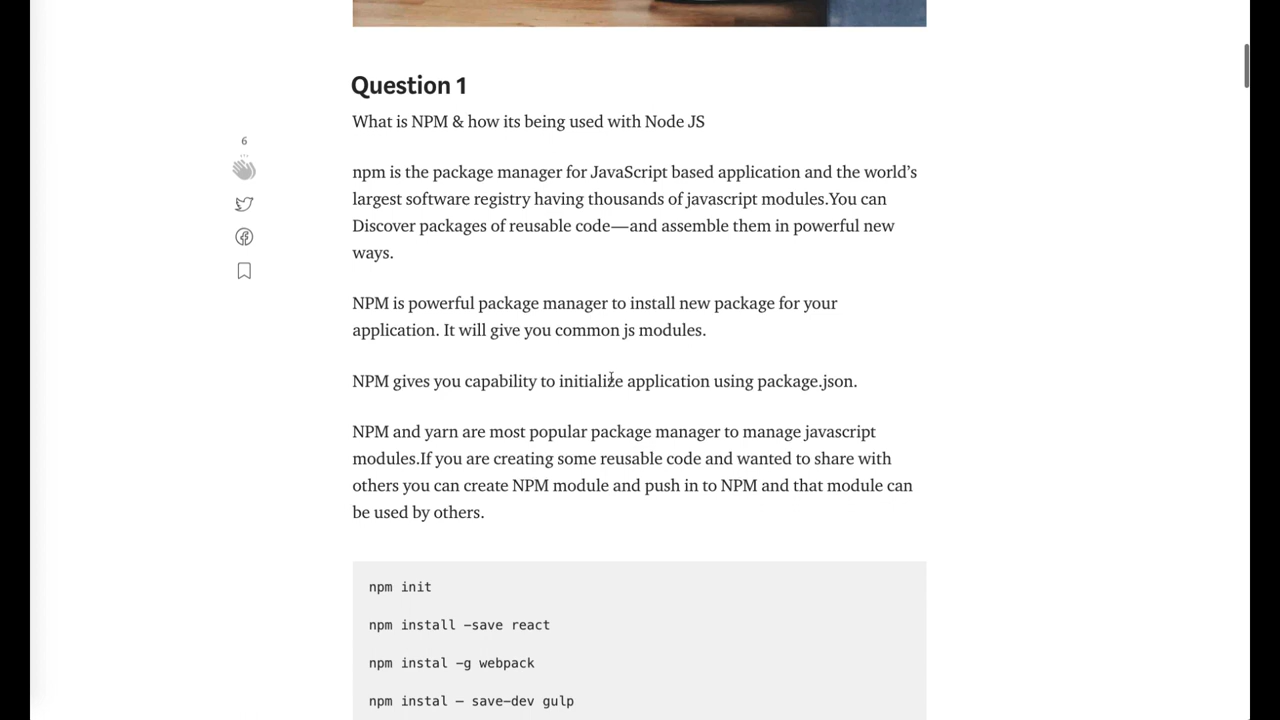 Question 1
What is NPM & how its being used with Node JS
6
npm is the package manager for JavaScript based application and the world’s
largest software registry having thousands of javascript modules.You can
Discover packages of reusable code — and assemble them in powerful new
ways.
NPM is powerful package manager to install new package for your
application. It will give you common js modules.
NPM gives you capability to initialize application using package.json.
NPM and yarn are most popular package manager to manage javascript
modules.If you are creating some reusable code and wanted to share with
others you can create NPM module and push in to NPM and that module can
be used by others.
npm init
npm install –save react
npm instal –g webpack
npm instal — save–dev gulp